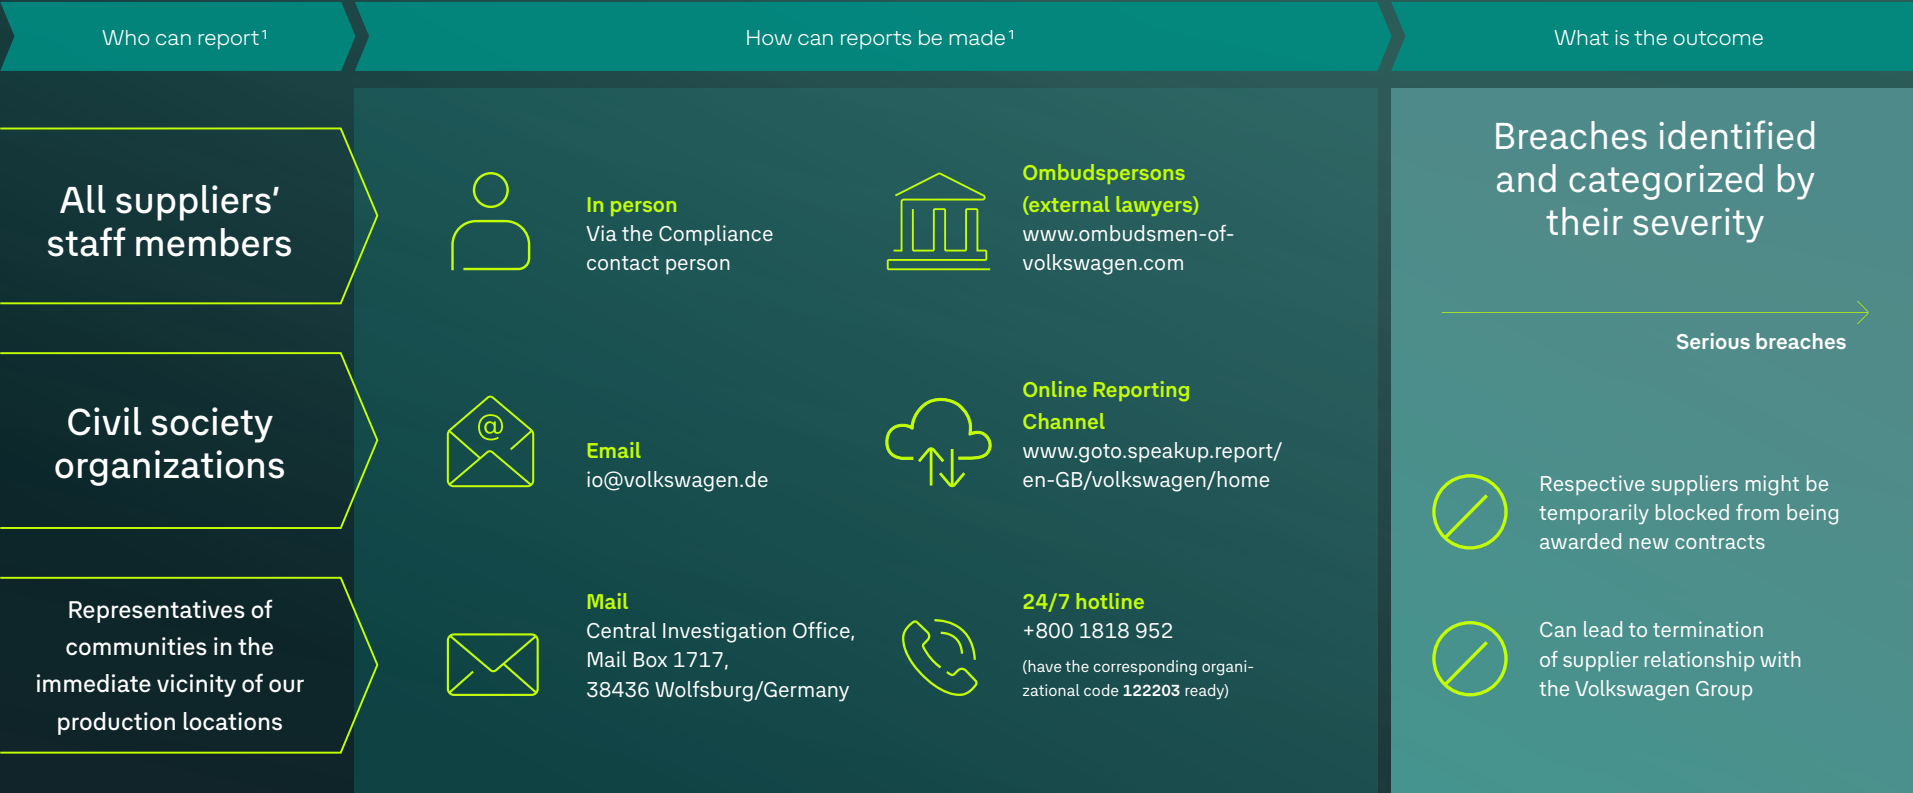 Who can report¹
How can reports be made¹
What is the outcome
All suppliers’
staff members
Civil society
organizations
Representatives of
communities in the
immediate vicinity of our
production locations
In person
Via the Compliance
contact person
Ombudspersons
(external lawyers)
www.ombudsmen-of-
volkswagen.com
Email
io@volkswagen.de
Online Reporting
Channel
www.goto.speakup.report/
en-GB/volkswagen/home
Mail
Central Investigation Office,
Mail Box 1717,
38436 Wolfsburg/Germany
24/7 hotline
+800 1818 952
(have the corresponding organi-
zational code 122203 ready)
Breaches identified
and categorized by
their severity
Serious breaches
Respective suppliers might be
temporarily blocked from being
awarded new contracts
Can lead to termination
of supplier relationship with
the Volkswagen Group